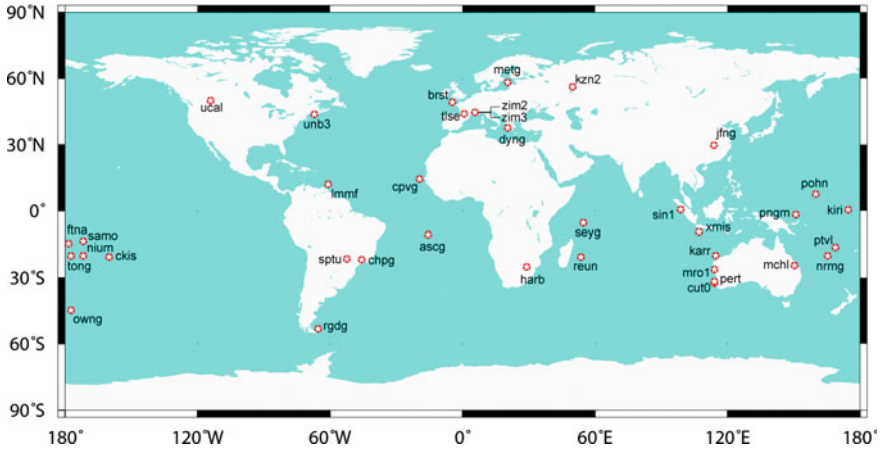 90˚N
60˚N
30˚N
0˚
30˚S
60˚S
90˚S
180˚
120˚W
60˚W
0˚
60˚E
120˚E
180˚
metg
kzn2
brst
zim2
zim3
tlse
dyng
ucal
unb3
jfng
lmmf
cpvg
pohn
kiri
pngm
sin1
xmis
ftna
samo
nium
tong
ckis
ascg
seyg
ptvl
karr
sptu
chpg
reun
harb
mro1
pert
cut0
mchl
nrmg
owng
rgdg